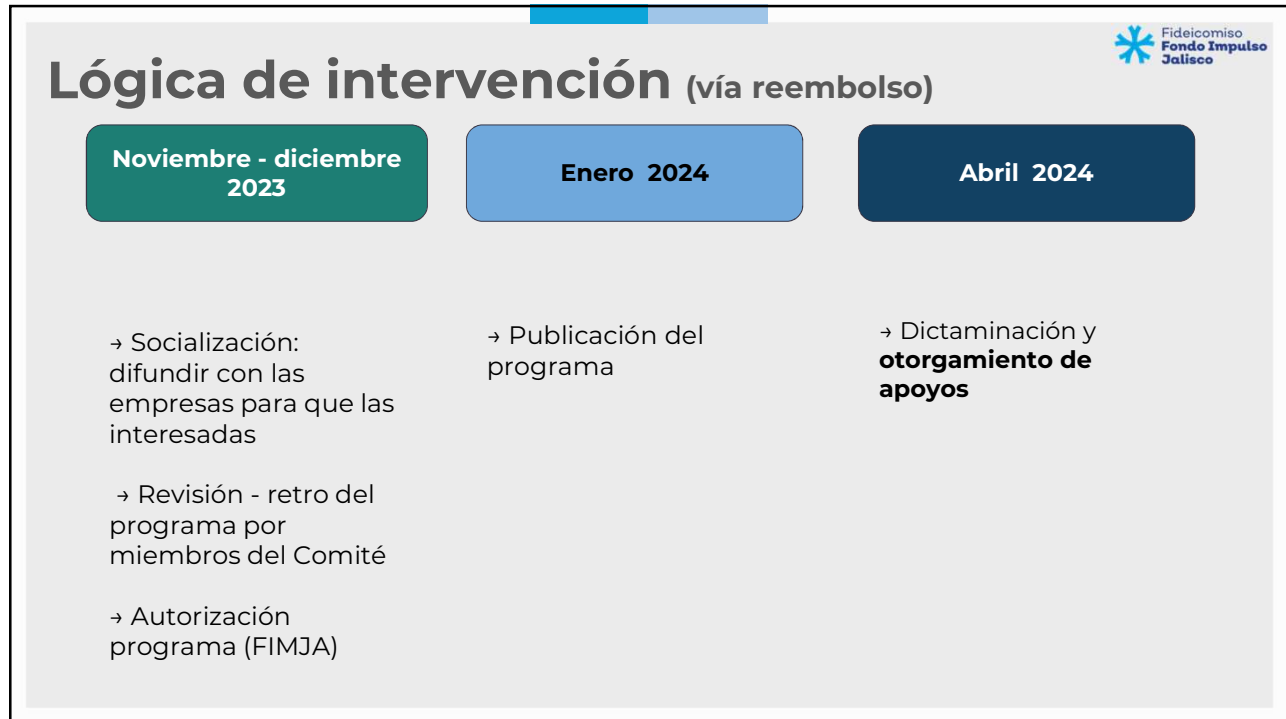 Fideicomiso
Fondo Impulso
Jalisco
Lógica de intervención (vía reembolso)
Noviembre - diciembre
2023
Enero 2024
Abril 2024
→ Socialización:
difundir con las
empresas para que las
interesadas
→ Revisión - retro del
programa por
miembros del Comité
→ Autorización
programa (FIMJA)
→ Publicación del
programa
→ Dictaminación y
otorgamiento de
apoyos